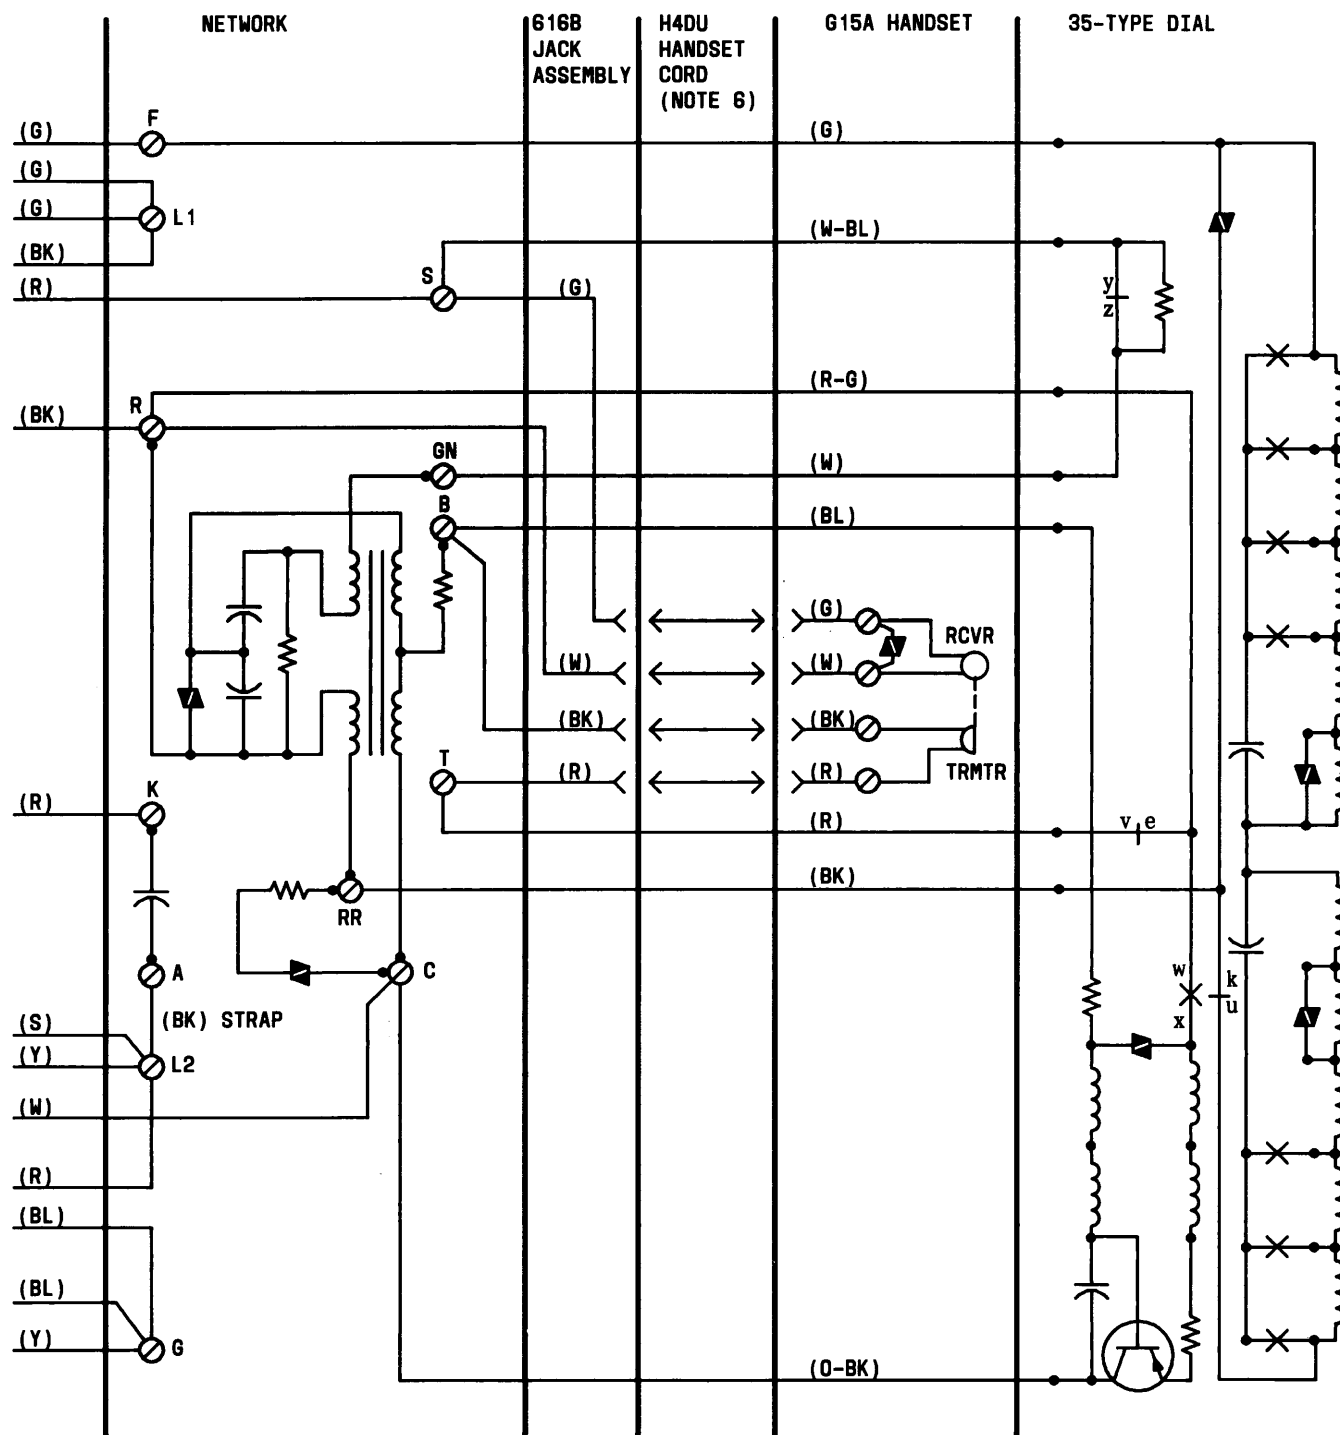 NETWORK
616B
JACK
ASSEMBLY
H4DU
HANDSET
CORD
(NOTE 6)
G15A HANDSET
35-TYPE DIAL
F
(G)
(G)
(G)
(G)
L1
(BK)
(W-BL)
S
(R)
(G)
y
z
(R-G)
R
(BK)
GN
(W)
B
(BL)
(G)
RCVR
(W)
(W)
(BK)
(BK)
T
(R)
(R)
TRMTR
K
(R)
(R)
v e
(BK)
RR
A
C
w
x
k
u
(BK) STRAP
(S)
(Y)
L2
(W)
(R)
(BL)
(BL)
(Y)
G
(O-BK)